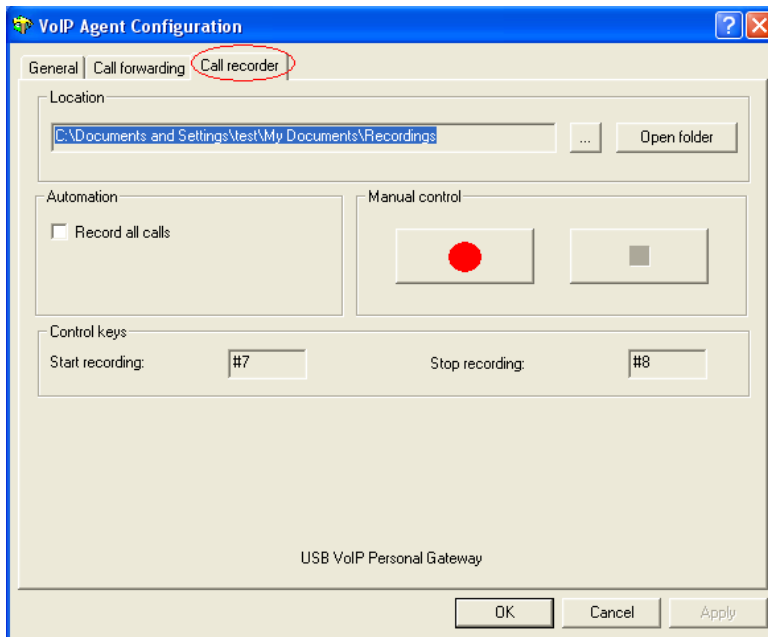 VoIP Agent Configuration
General Call forwarding Call recorder
Location
C:\Documents and Settings\test\My Documents\Recordings ... Open folder
Automation Manual control
Record all calls
Control keys
Start recording: #7 Stop recording: #8
USB VoIP Personal Gateway
OK Cancel Apply